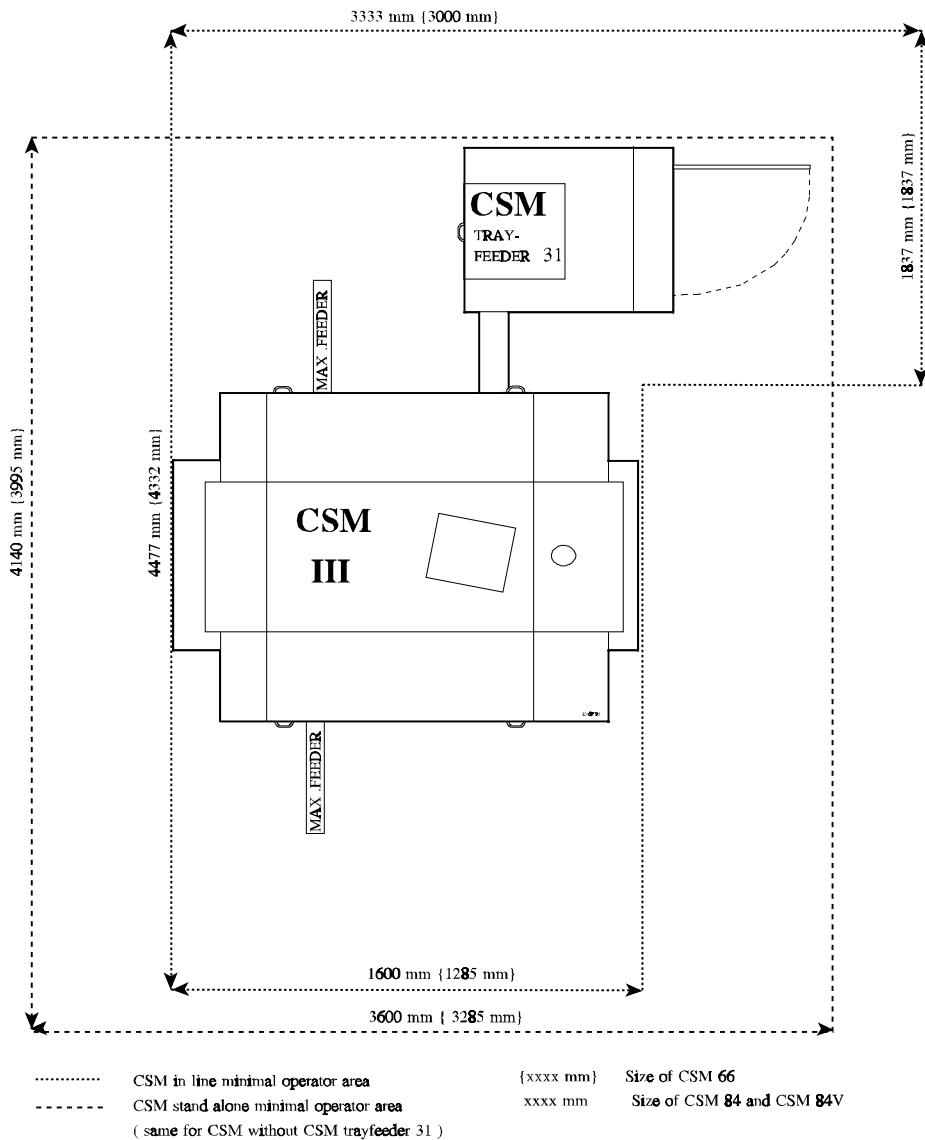 3333 mm {3000 mm}
1837 mm {1837 mm}
CSM
TRAY-
FEEDER 31
MAX .FEEDER
4140 mm {3995 mm}
4477 mm {4332 mm}
CSM
III
MAX .FEEDER
1600 mm {1285 mm}
3600 mm { 3285 mm}
CSM in line minimal operator area
{xxxx mm} Size of CSM 66
CSM stand alone minimal operator area
xxxx mm Size of CSM 84 and CSM 84V
( same for CSM without CSM trayfeeder 31 )